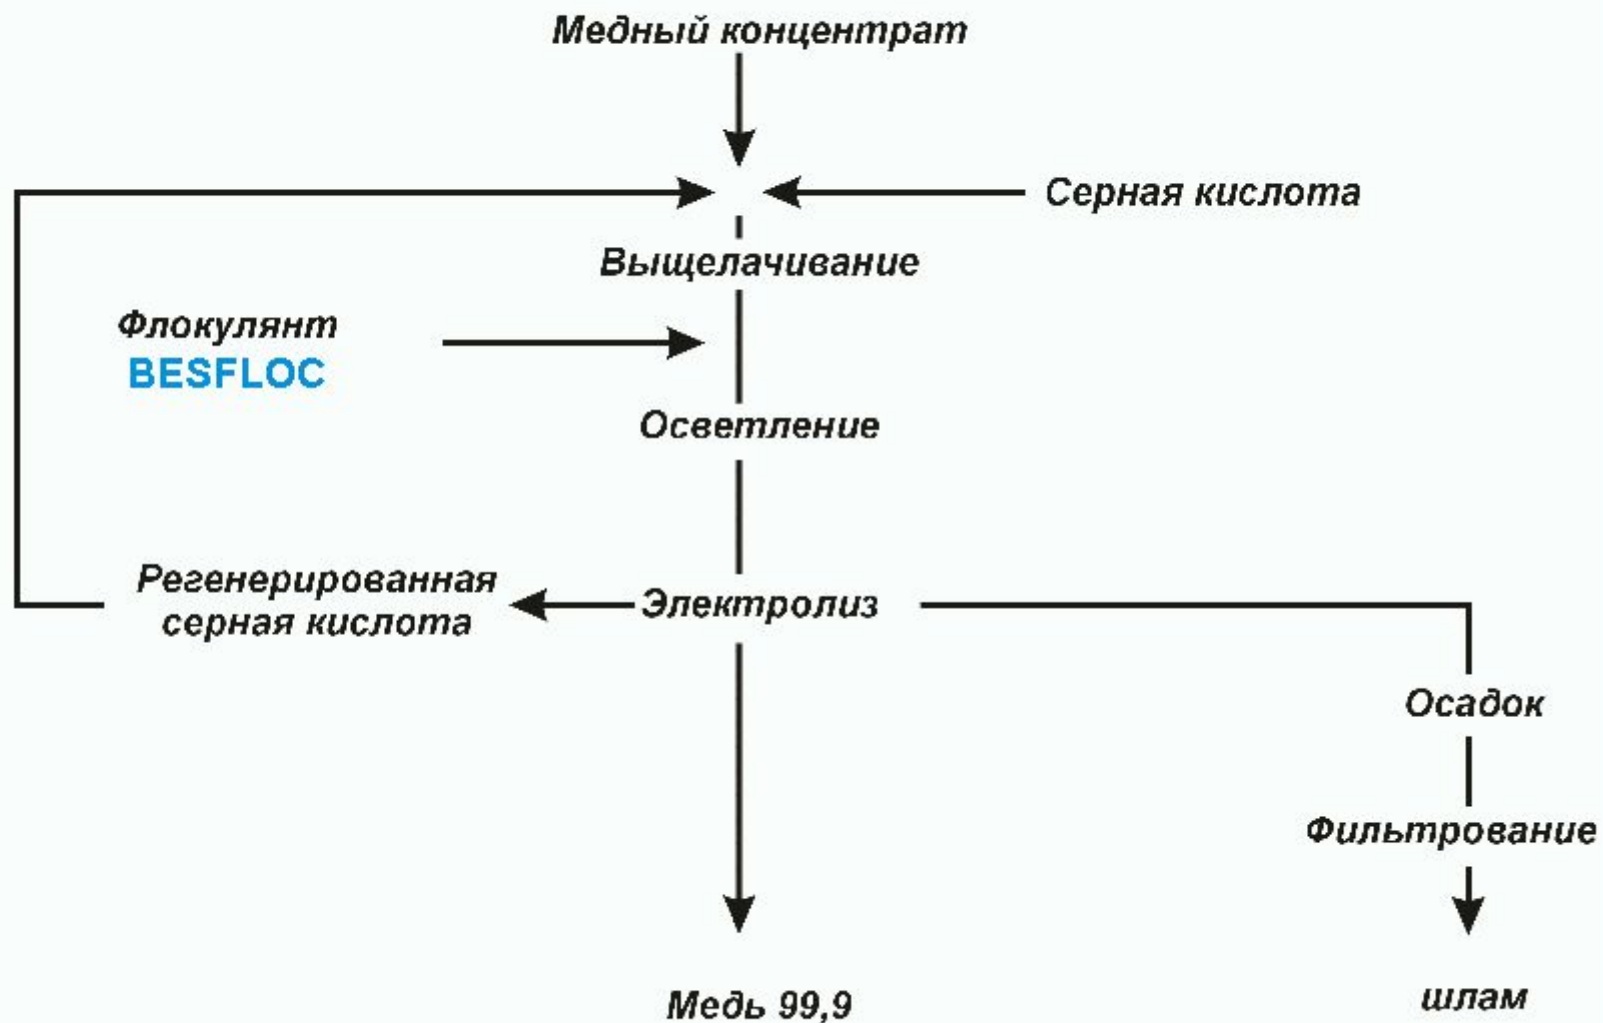 Медный концентрат
Серная кислота
Выщелачивание
Флокулянт
BESFLOC
Осветление
Регенерированная
серная кислота
Электролиз
Осадок
Фильтрование
Медь 99,9
шлам